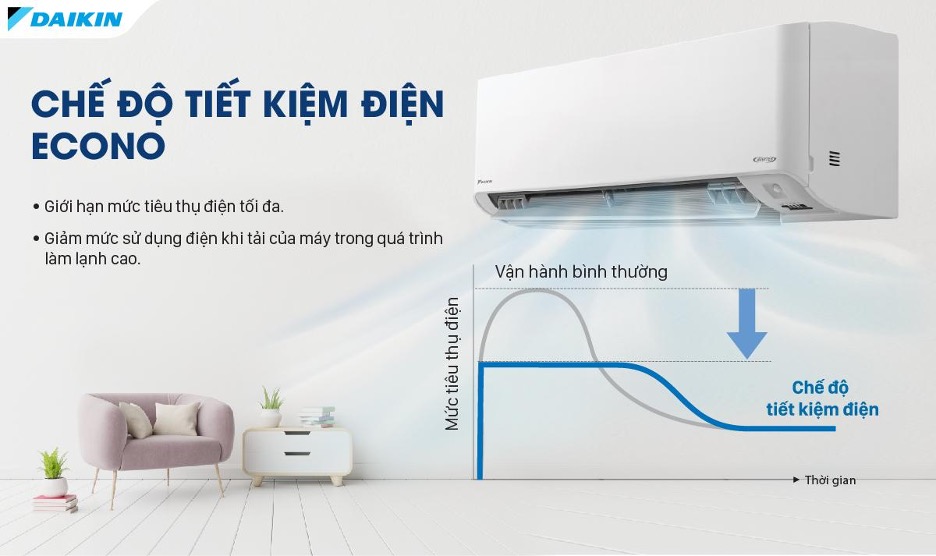 DAIKIN
CHẾ ĐỘ TIẾT KIỆM ĐIỆN
ECONO
• Giới hạn mức tiêu thụ điện tối đa.
• Giảm mức sử dụng điện khi tải của máy trong quá trình
làm lạnh cao.
Vận hành bình thường
Mức tiêu thụ điện
Chế độ
tiết kiệm điện
Thời gian